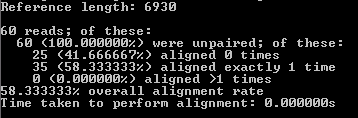 Reference length: 6930
60 reads; of these:
60 (100.000000%) were unpaired; of these:
25 (41.666667%) aligned 0 times
35 (58.333333%) aligned exactly 1 time
0 (0.000000%) aligned >1 times
58.333333% overall alignment rate
Time taken to perform alignment: 0.000000s